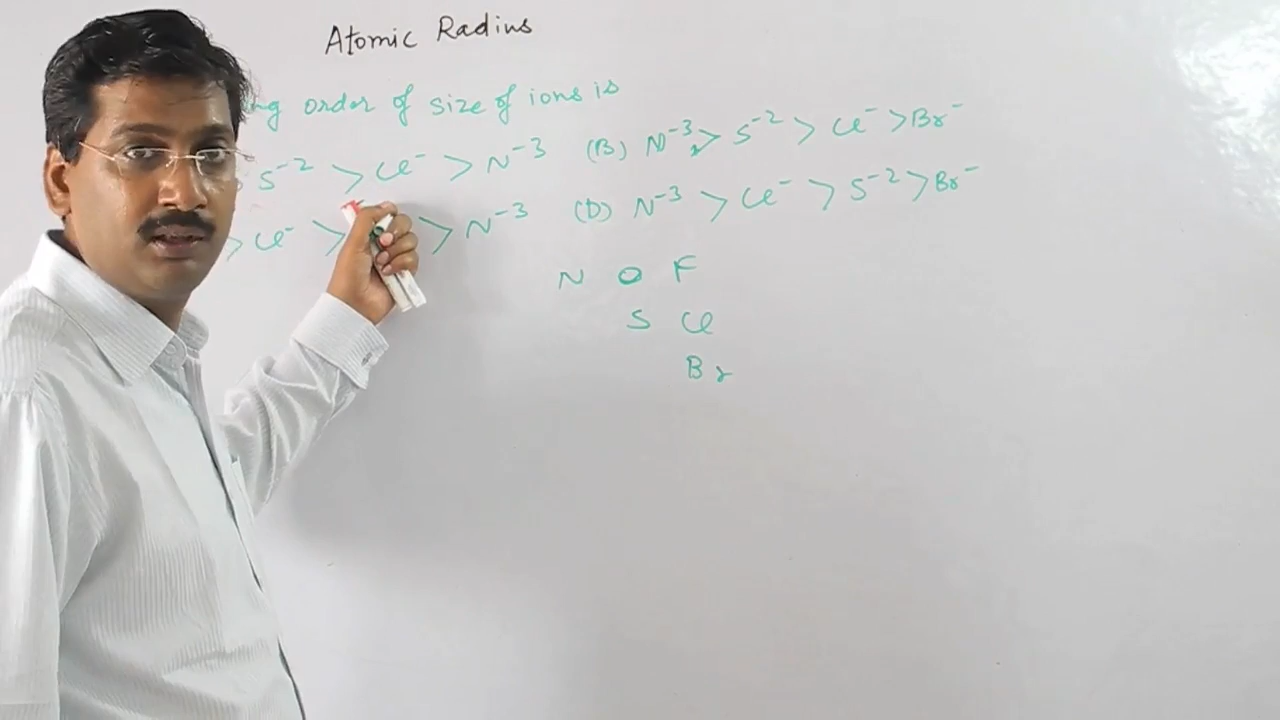 Atomic Radius
ng order of size of ions is
S⁻² > Cl⁻ > N⁻³ (B) N⁻³ > S⁻² > Cl⁻ > Br⁻
> Cl⁻ > > N⁻³ (D) N⁻³ > Cl⁻ > S⁻² > Br⁻
N O F
S Cl
Br